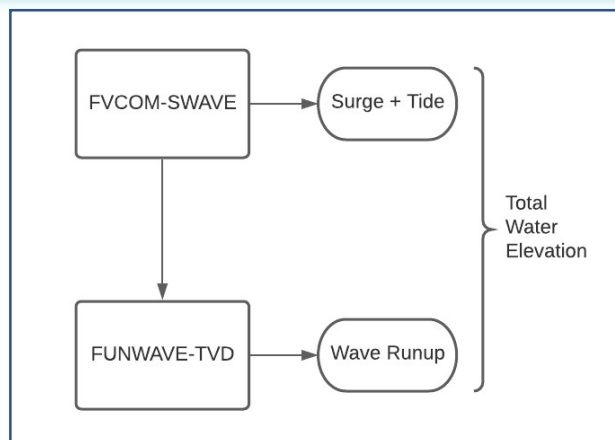 FVCOM-SWAVE
Surge + Tide
Total
Water
Elevation
FUNWAVE-TVD
Wave Runup